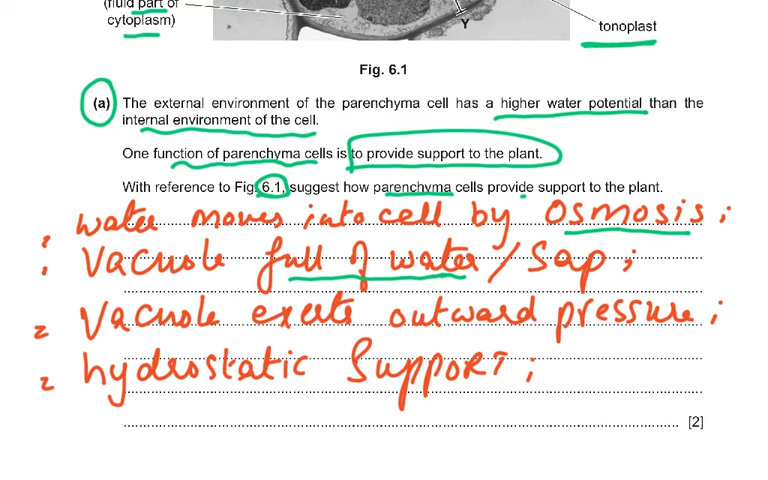 (fluid part of
cytoplasm)
Y
tonoplast
Fig. 6.1
(a) The external environment of the parenchyma cell has a higher water potential than the
internal environment of the cell.
One function of parenchyma cells is to provide support to the plant.
With reference to Fig. 6.1, suggest how parenchyma cells provide support to the plant.
water moves into cell by Osmosis ;
Vacuole full of water / Sap ;
Vacuole exerts outward pressure ;
hydrostatic Support ;
[2]